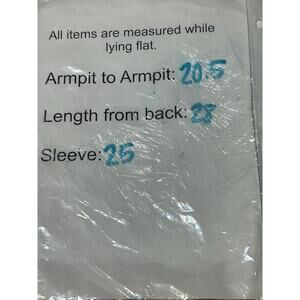 All items are measured while
lying flat.
Armpit to Armpit: 20.5
Length from back: 28
Sleeve: 25